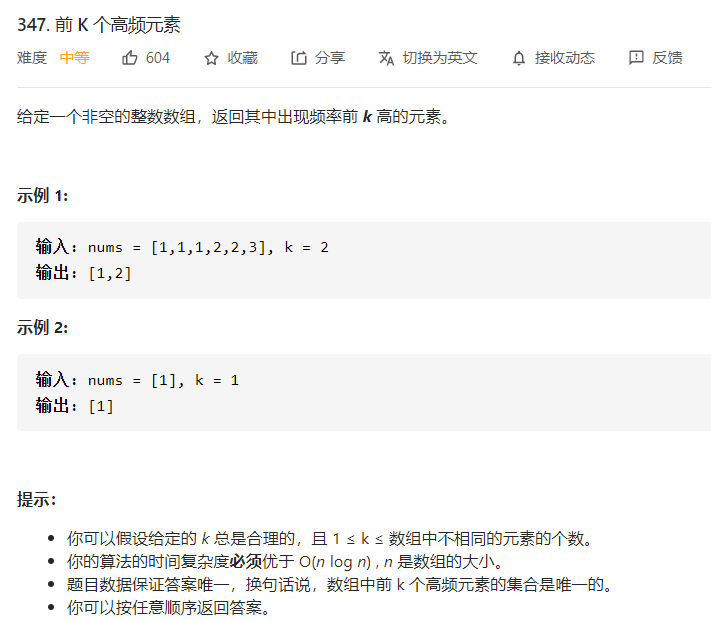 347. 前 K 个高频元素
难度 中等 604 收藏 分享 切换为英文 接收动态 反馈
给定一个非空的整数数组，返回其中出现频率前 k 高的元素。
示例 1:
输入: nums = [1,1,1,2,2,3], k = 2
输出: [1,2]
示例 2:
输入: nums = [1], k = 1
输出: [1]
提示：
你可以假设给定的 k 总是合理的，且 1 ≤ k ≤ 数组中不相同的元素的个数。
你的算法的时间复杂度必须优于 O(n log n) , n 是数组的大小。
题目数据保证答案唯一，换句话说，数组中前 k 个高频元素的集合是唯一的。
你可以按任意顺序返回答案。